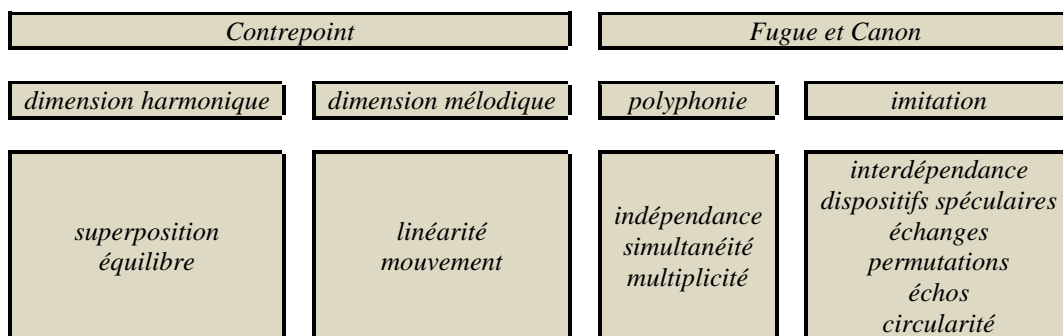 Contrepoint
Fugue et Canon
dimension harmonique
dimension mélodique
polyphonie
imitation
superposition
équilibre
linéarité
mouvement
indépendance
simultanéité
multiplicité
interdépendance
dispositifs spéculaires
échanges
permutations
échos
circularité